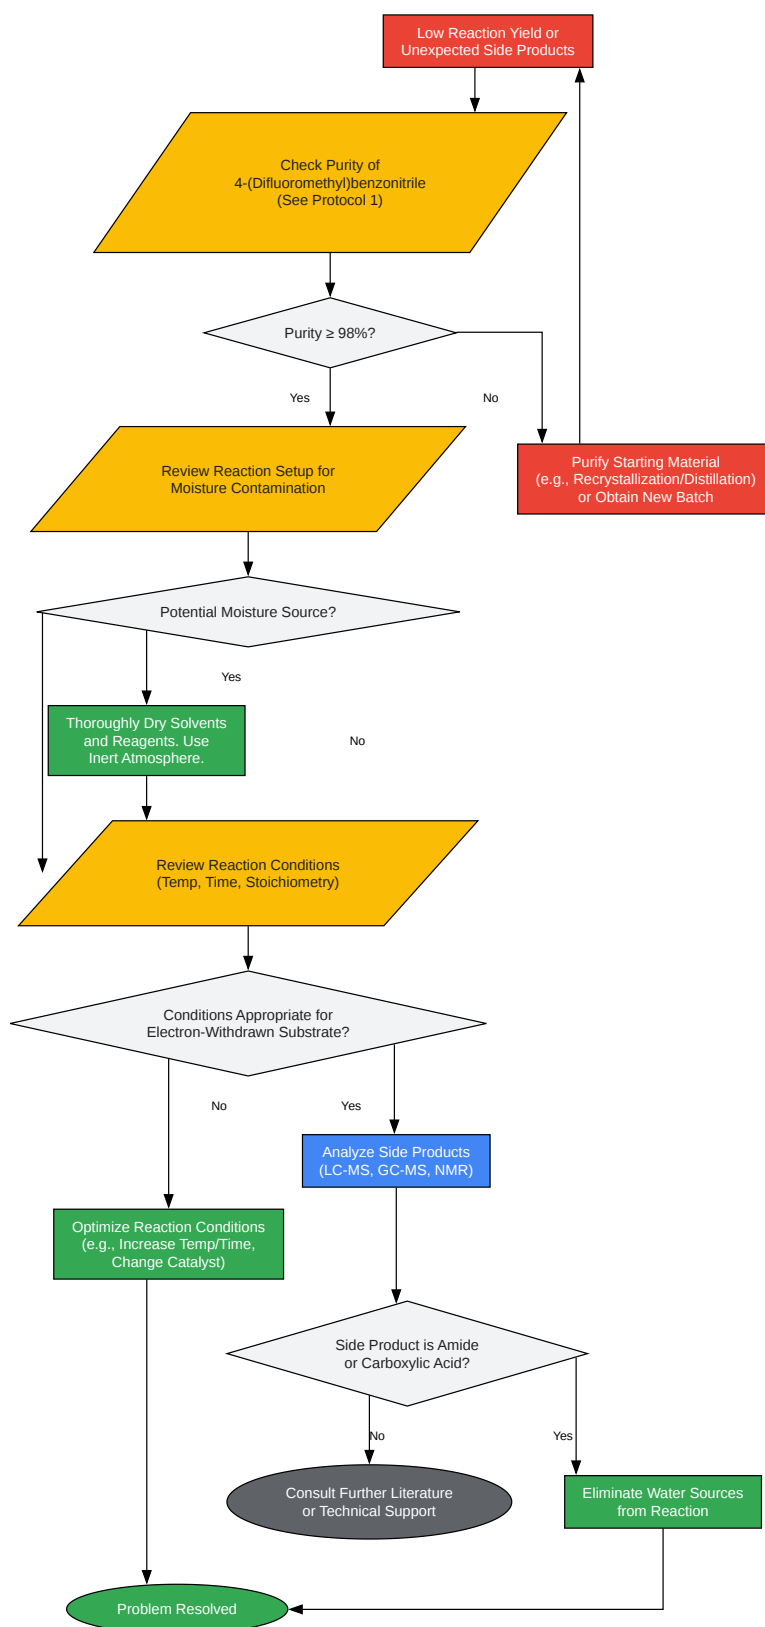 Low Reaction Yield or
Unexpected Side Products
Check Purity of
4-(Difluoromethyl)benzonitrile
(See Protocol 1)
Purity ≥ 98%?
Yes
No
Review Reaction Setup for
Moisture Contamination
Purify Starting Material
(e.g., Recrystallization/Distillation)
or Obtain New Batch
Potential Moisture Source?
Yes
Thoroughly Dry Solvents
and Reagents. Use
Inert Atmosphere.
No
Review Reaction Conditions
(Temp, Time, Stoichiometry)
Conditions Appropriate for
Electron-Withdrawn Substrate?
No
Yes
Analyze Side Products
(LC-MS, GC-MS, NMR)
Optimize Reaction Conditions
(e.g., Increase Temp/Time,
Change Catalyst)
Side Product is Amide
or Carboxylic Acid?
No
Yes
Consult Further Literature
or Technical Support
Eliminate Water Sources
from Reaction
Problem Resolved